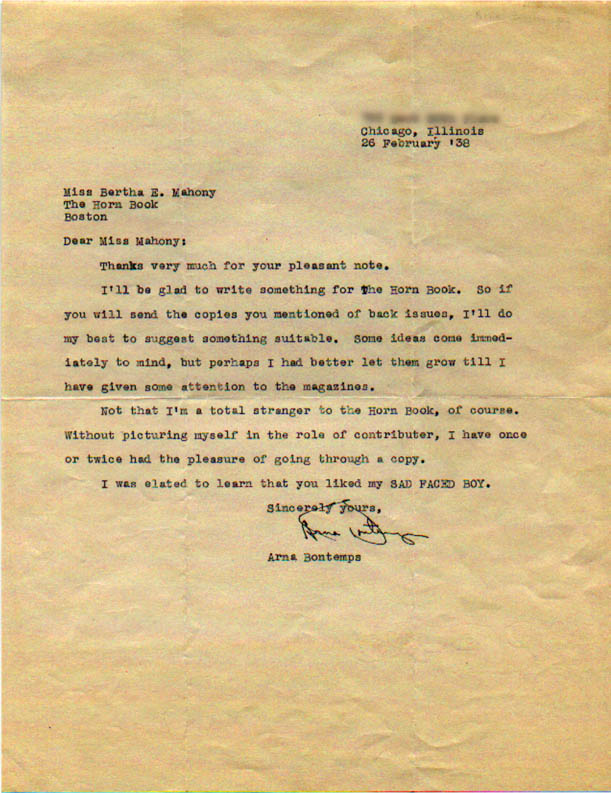 Chicago, Illinois
26 February '38
Miss Bertha E. Mahony
The Horn Book
Boston
Dear Miss Mahony:
Thanks very much for your pleasant note.
I'll be glad to write something for the Horn Book. So if
you will send the copies you mentioned of back issues, I'll do
my best to suggest something suitable. Some ideas come immed-
iately to mind, but perhaps I had better let them grow till I
have given some attention to the magazines.
Not that I'm a total stranger to the Horn Book, of course.
Without picturing myself in the role of contributer, I have once
or twice had the pleasure of going through a copy.
I was elated to learn that you liked my SAD FACED BOY.
Sincerely yours,
Arna Bontemps
Arna Bontemps